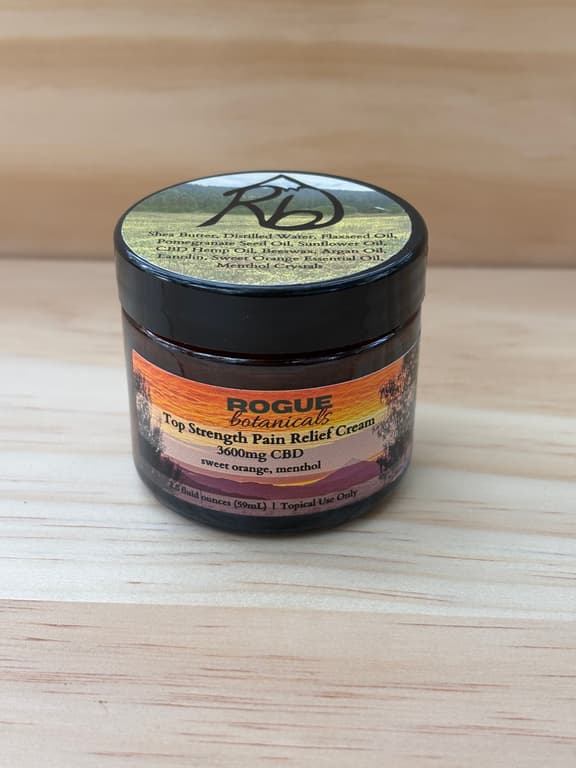 Rb
Shea Butter, Distilled Water, Flaxseed Oil,
Pomegranate Seed Oil, Sunflower Oil,
CBD Hemp Oil, Beeswax, Argan Oil,
Lanolin, Sweet Orange Essential Oil,
Menthol Crystals
ROGUE
botanicals
Top Strength Pain Relief Cream
3600mg CBD
sweet orange, menthol
fluid ounces (59mL) | Topical Use Only